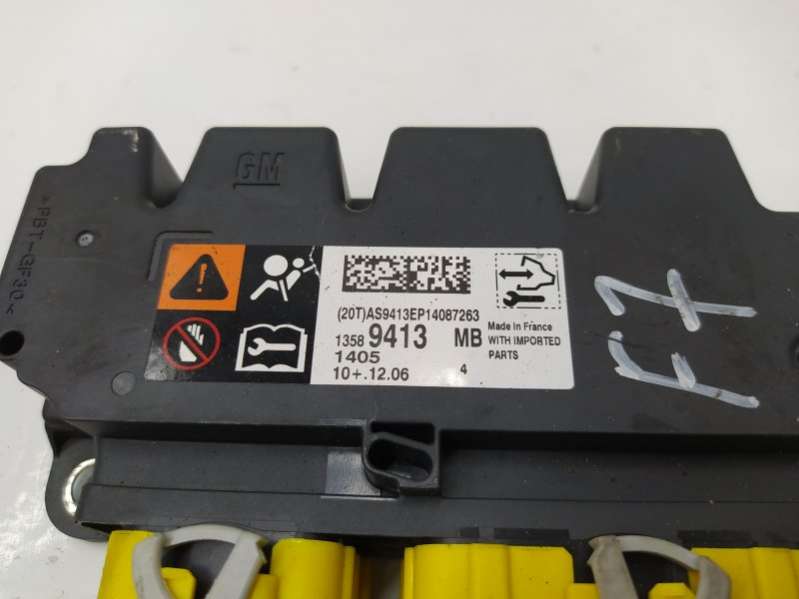 GM
>PBT-GF30<
(20T)AS9413EP14087263
1358 9413 MB
1405
10+.12.06 4
Made in France
WITH IMPORTED
PARTS
F7